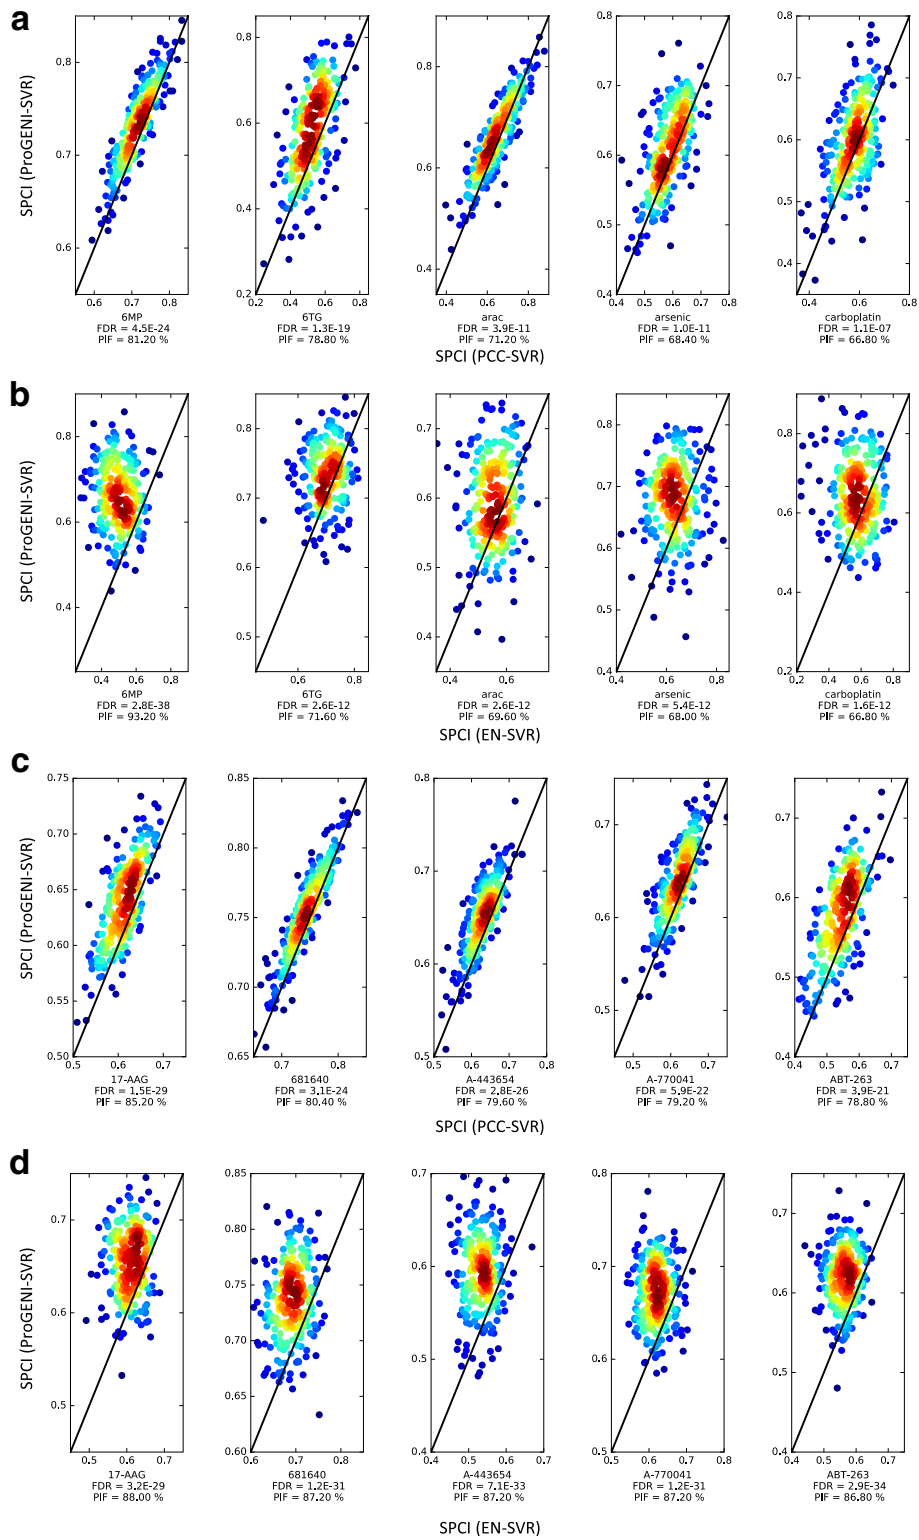 a
SPCI (ProGENI-SVR)
0.8
0.7
0.6
0.6 0.7 0.8
6MP
FDR = 4.5E-24
PIF = 81.20 %
0.8
0.6
0.4
0.2
0.2 0.4 0.6 0.8
6TG
FDR = 1.3E-19
PIF = 78.80 %
0.8
0.6
0.4
0.4 0.6 0.8
arac
FDR = 3.9E-11
PIF = 71.20 %
0.8
0.7
0.6
0.5
0.4
0.4 0.5 0.6 0.7 0.8
arsenic
FDR = 1.0E-11
PIF = 68.40 %
0.8
0.7
0.6
0.5
0.4
0.4 0.6 0.8
carboplatin
FDR = 1.1E-07
PIF = 66.80 %
SPCI (PCC-SVR)
b
SPCI (ProGENI-SVR)
0.8
0.6
0.4
0.4 0.6 0.8
6MP
FDR = 2.8E-38
PIF = 93.20 %
0.8
0.7
0.6
0.5
0.6 0.8
6TG
FDR = 2.6E-12
PIF = 71.60 %
0.7
0.6
0.5
0.4
0.4 0.5 0.6 0.7
arac
FDR = 2.6E-12
PIF = 69.60 %
0.8
0.7
0.6
0.5
0.4
0.4 0.6 0.8
arsenic
FDR = 5.4E-12
PIF = 68.00 %
0.8
0.6
0.4
0.2
0.2 0.4 0.6 0.8
carboplatin
FDR = 1.6E-12
PIF = 66.80 %
SPCI (EN-SVR)
c
SPCI (ProGENI-SVR)
0.75
0.70
0.65
0.60
0.55
0.50
0.5 0.6 0.7
17-AAG
FDR = 1.5E-29
PIF = 85.20 %
0.85
0.80
0.75
0.70
0.65
0.7 0.8
681640
FDR = 3.1E-24
PIF = 80.40 %
0.8
0.7
0.6
0.5
0.5 0.6 0.7 0.8
A-443654
FDR = 2.8E-26
PIF = 79.60 %
0.7
0.6
0.5
0.5 0.6 0.7
A-770041
FDR = 5.9E-22
PIF = 79.20 %
0.7
0.6
0.5
0.4
0.4 0.5 0.6 0.7
ABT-263
FDR = 3.9E-21
PIF = 78.80 %
SPCI (PCC-SVR)
d
SPCI (ProGENI-SVR)
0.7
0.6
0.5
0.5 0.6 0.7
17-AAG
FDR = 3.2E-29
PIF = 88.00 %
0.85
0.80
0.75
0.70
0.65
0.60
0.6 0.7 0.8
681640
FDR = 1.2E-31
PIF = 87.20 %
0.7
0.6
0.5
0.4
0.4 0.5 0.6 0.7
A-443654
FDR = 7.1E-33
PIF = 87.20 %
0.8
0.7
0.6
0.5
0.5 0.6 0.7 0.8
A-770041
FDR = 1.2E-31
PIF = 87.20 %
0.7
0.6
0.5
0.4
0.4 0.5 0.6 0.7
ABT-263
FDR = 2.9E-34
PIF = 86.80 %
SPCI (EN-SVR)